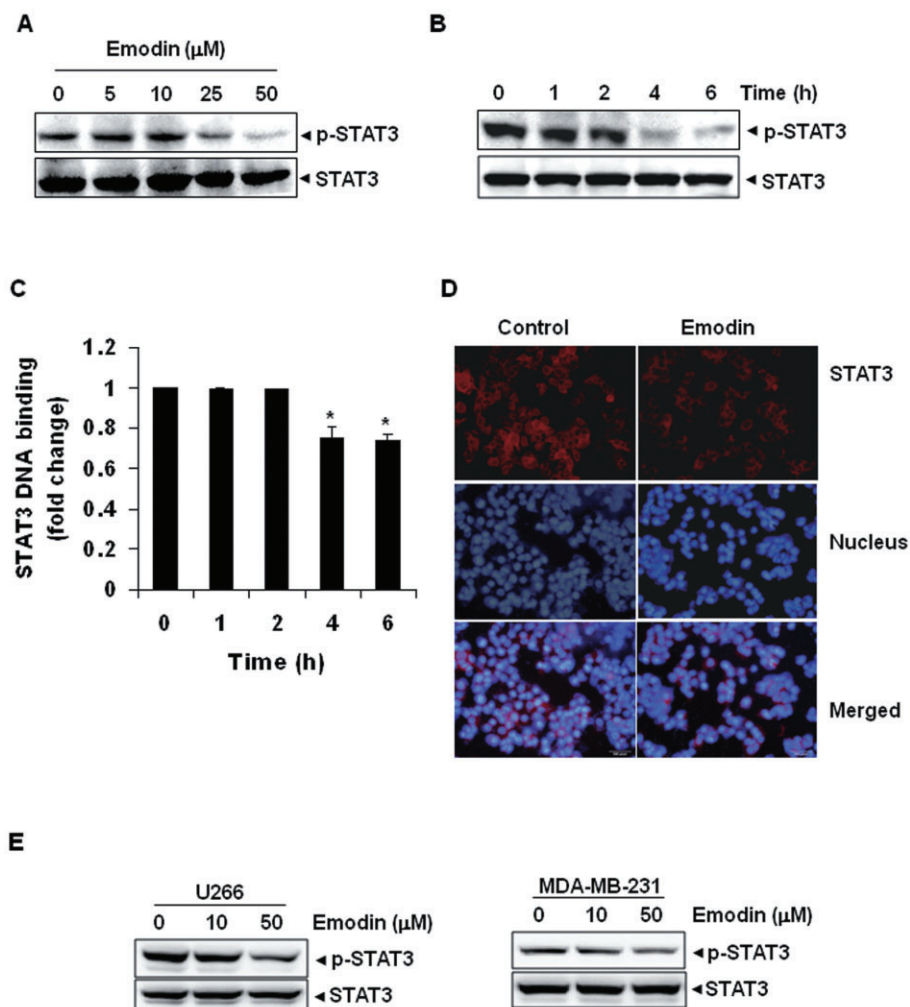 A
Emodin (μM)
0 5 10 25 50
p-STAT3
STAT3
B
0 1 2 4 6 Time (h)
p-STAT3
STAT3
C
STAT3 DNA binding
(fold change)
1.2
1
0.8
0.6
0.4
0.2
0
* *
0 1 2 4 6
Time (h)
D
Control Emodin
STAT3
Nucleus
Merged
E
U266
0 10 50 Emodin (μM)
p-STAT3
STAT3
MDA-MB-231
0 10 50 Emodin (μM)
p-STAT3
STAT3